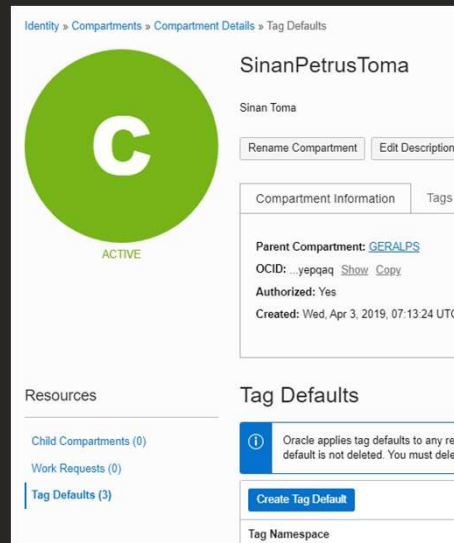 Identity » Compartments » Compartment Details » Tag Defaults
C
ACTIVE
SinanPetrusToma
Sinan Toma
Rename Compartment Edit Description
Compartment Information Tags
Parent Compartment: GERALPS
OCID: ...yepqaq Show Copy
Authorized: Yes
Created: Wed, Apr 3, 2019, 07:13:24 UTC
Resources
Child Compartments (0)
Work Requests (0)
Tag Defaults (3)
Tag Defaults
Oracle applies tag defaults to any re
default is not deleted. You must dele
Create Tag Default
Tag Namespace